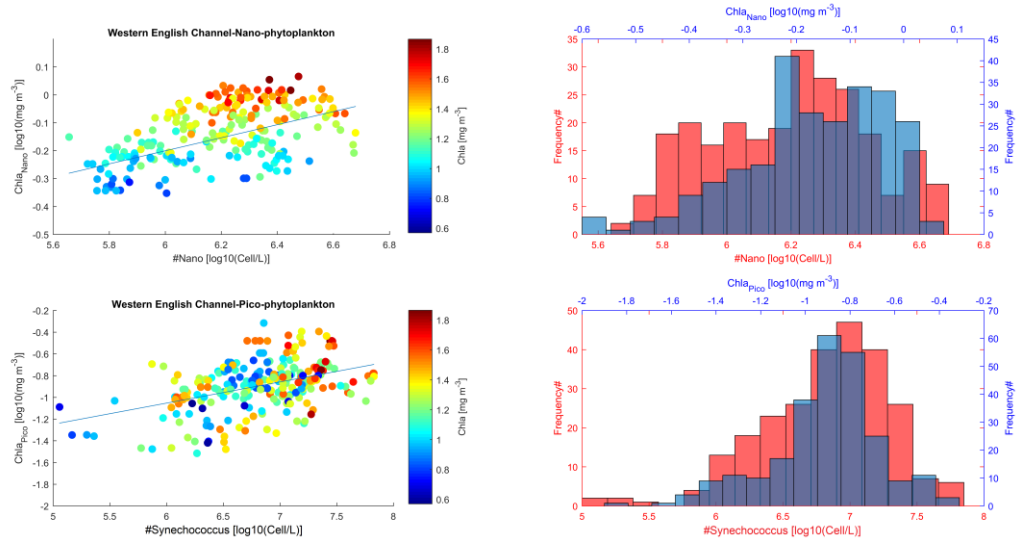 Western English Channel-Nano-phytoplankton
0.1
0
-0.1
-0.2
-0.3
-0.4
-0.5
Chla_Nano [log10(mg m^-3)]
5.6 5.8 6 6.2 6.4 6.6 6.8
#Nano [log10(Cell/L)]
1.8
1.6
1.4
1.2
1
0.8
0.6
Chla [mg m^-3]
Chla_Nano [log10(mg m^-3)]
-0.6 -0.5 -0.4 -0.3 -0.2 -0.1 0 0.1
35
30
25
20
15
10
5
0
Frequency#
45
40
35
30
25
20
15
10
5
0
Frequency#
5.6 5.8 6 6.2 6.4 6.6 6.8
#Nano [log10(Cell/L)]
Western English Channel-Pico-phytoplankton
-0.2
-0.4
-0.6
-0.8
-1
-1.2
-1.4
-1.6
-1.8
-2
Chla_Pico [log10(mg m^-3)]
5 5.5 6 6.5 7 7.5 8
#Synechococcus [log10(Cell/L)]
1.8
1.6
1.4
1.2
1
0.8
0.6
Chla [mg m^-3]
Chla_Pico [log10(mg m^-3)]
-2 -1.8 -1.6 -1.4 -1.2 -1 -0.8 -0.6 -0.4 -0.2
50
40
30
20
10
0
Frequency#
70
60
50
40
30
20
10
0
Frequency#
5 5.5 6 6.5 7 7.5 8
#Synechococcus [log10(Cell/L)]